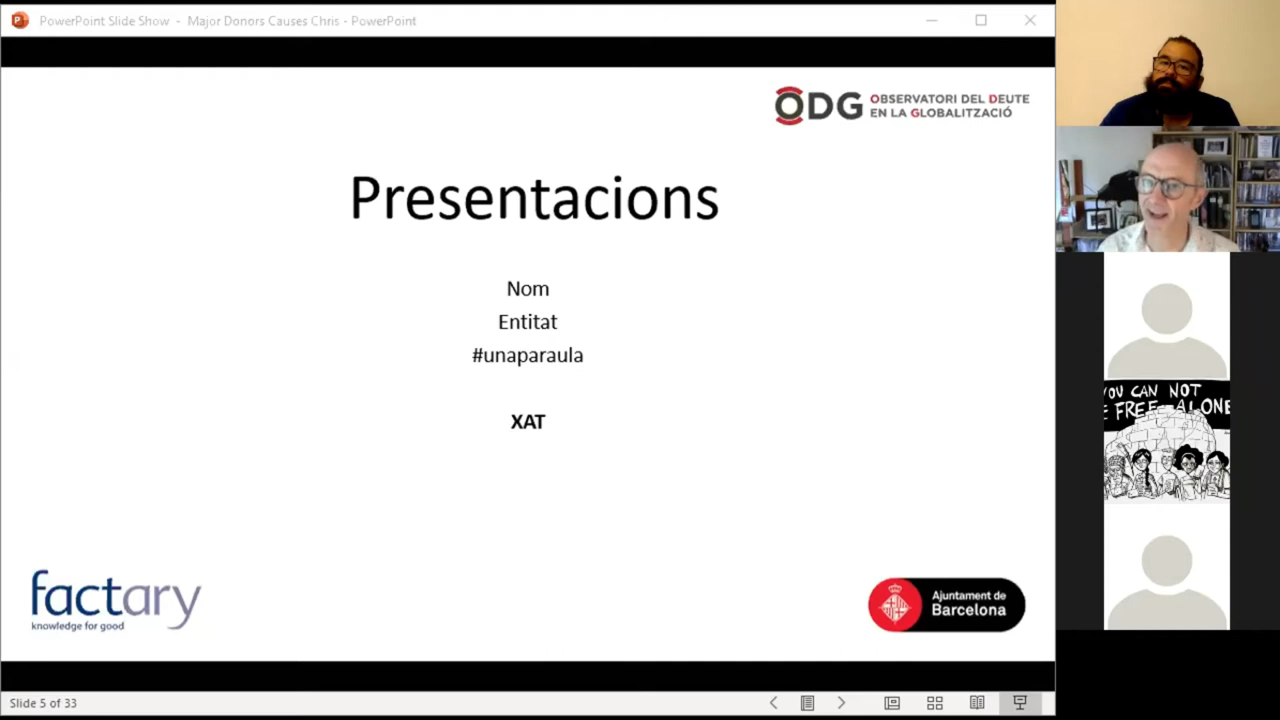 PowerPoint Slide Show - Major Donors Causes Chris - PowerPoint
ODG OBSERVATORI DEL DEUTE
EN LA GLOBALITZACIÓ
Presentacions
Nom
Entitat
#unaparaula
XAT
factary
knowledge for good
Ajuntament de
Barcelona
YOU CAN NOT
E FREE ALONE
Slide 5 of 33